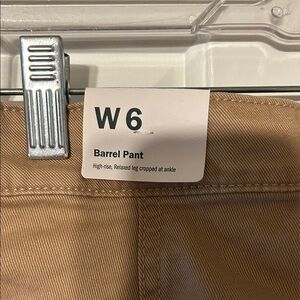 W 6
Barrel Pant
High-rise, Relaxed leg cropped at ankle